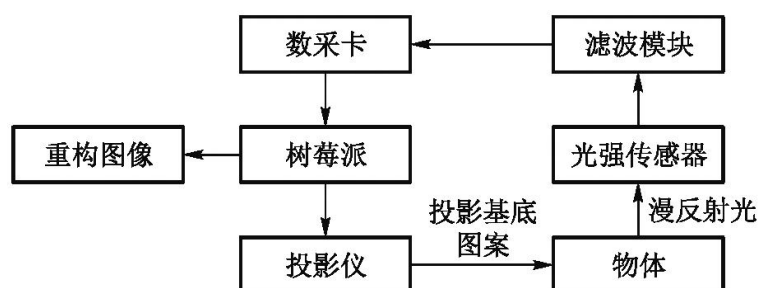 数采卡
滤波模块
重构图像
树莓派
光强传感器
投影基底
图案
漫反射光
投影仪
物体